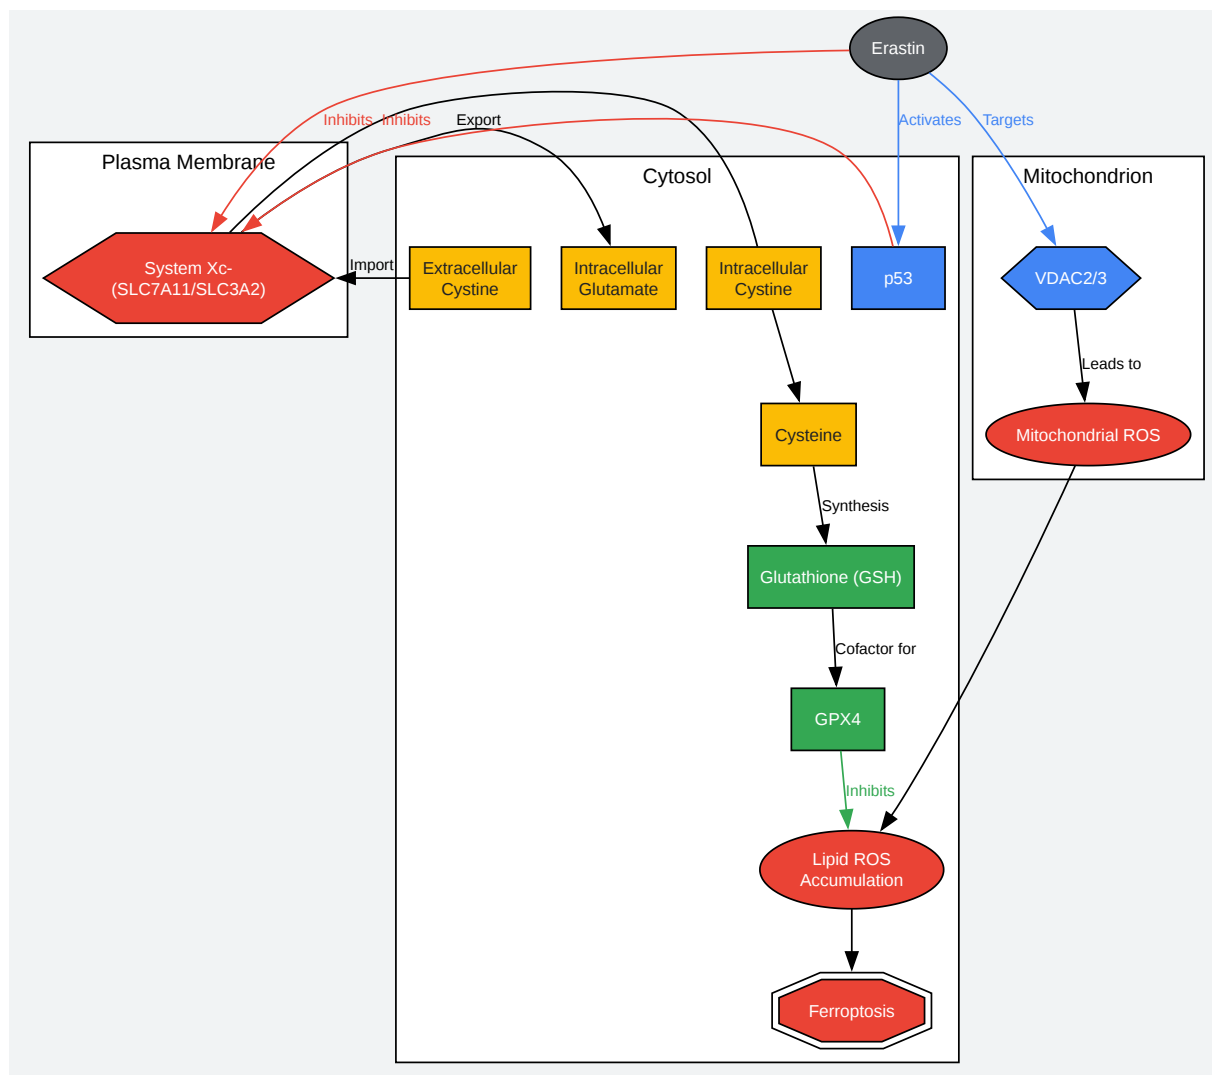 Erastin
Inhibits
Inhibits
Export
Activates
Targets
Plasma Membrane
Cytosol
Mitochondrion
System Xc-
(SLC7A11/SLC3A2)
Import
Extracellular
Cystine
Intracellular
Glutamate
Intracellular
Cystine
p53
VDAC2/3
Leads to
Cysteine
Mitochondrial ROS
Synthesis
Glutathione (GSH)
Cofactor for
GPX4
Inhibits
Lipid ROS
Accumulation
Ferroptosis